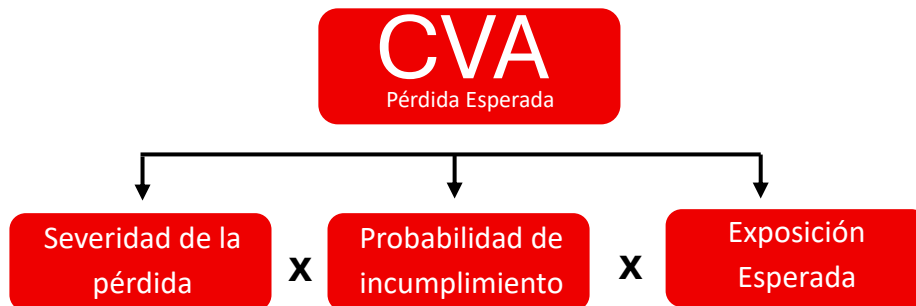 CVA
Pérdida Esperada
Severidad de la
pérdida
x
Probabilidad de
incumplimiento
x
Exposición
Esperada